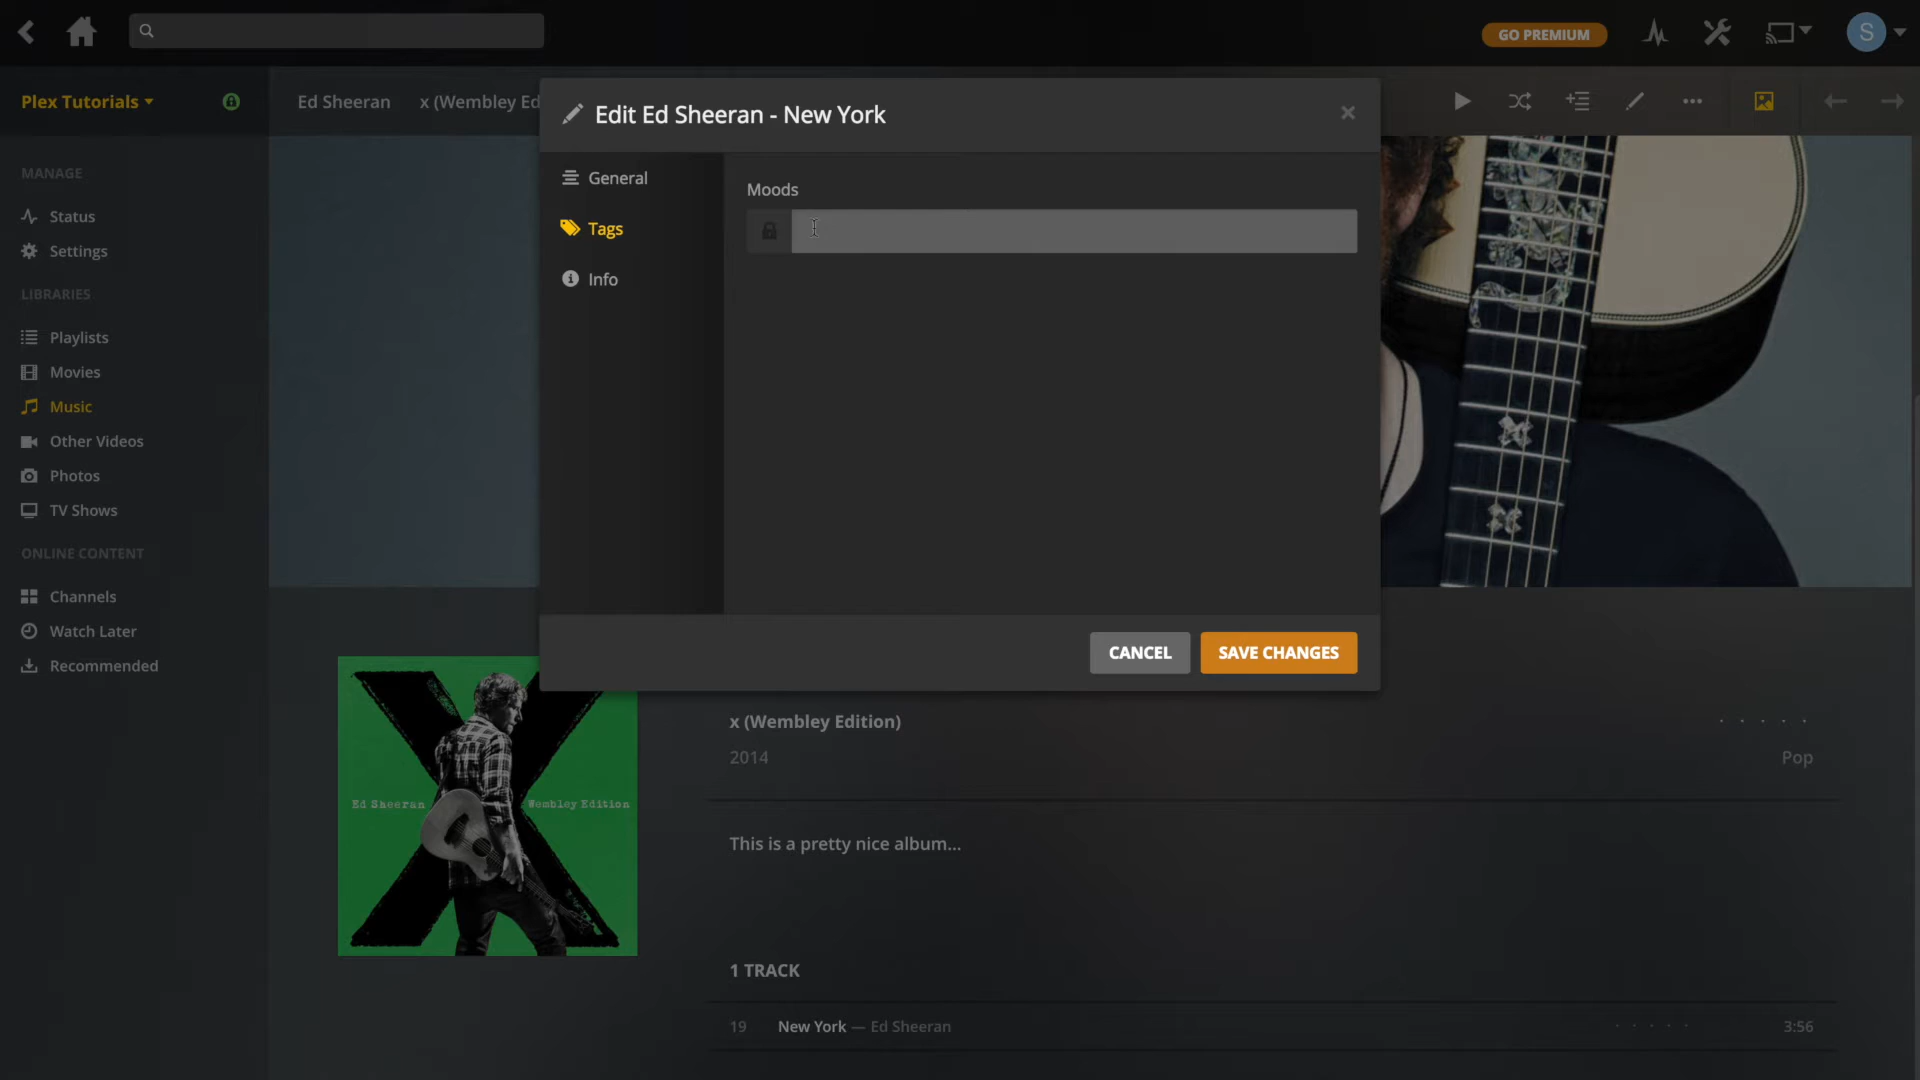 GO PREMIUM
S
Plex Tutorials
Ed Sheeran
x (Wembley Ed
Edit Ed Sheeran - New York
General
Tags
Info
Moods
MANAGE
Status
Settings
LIBRARIES
Playlists
Movies
Music
Other Videos
Photos
TV Shows
ONLINE CONTENT
Channels
Watch Later
Recommended
CANCEL
SAVE CHANGES
Ed Sheeran
Wembley Edition
x (Wembley Edition)
2014
Pop
This is a pretty nice album...
1 TRACK
19 New York — Ed Sheeran 3:56